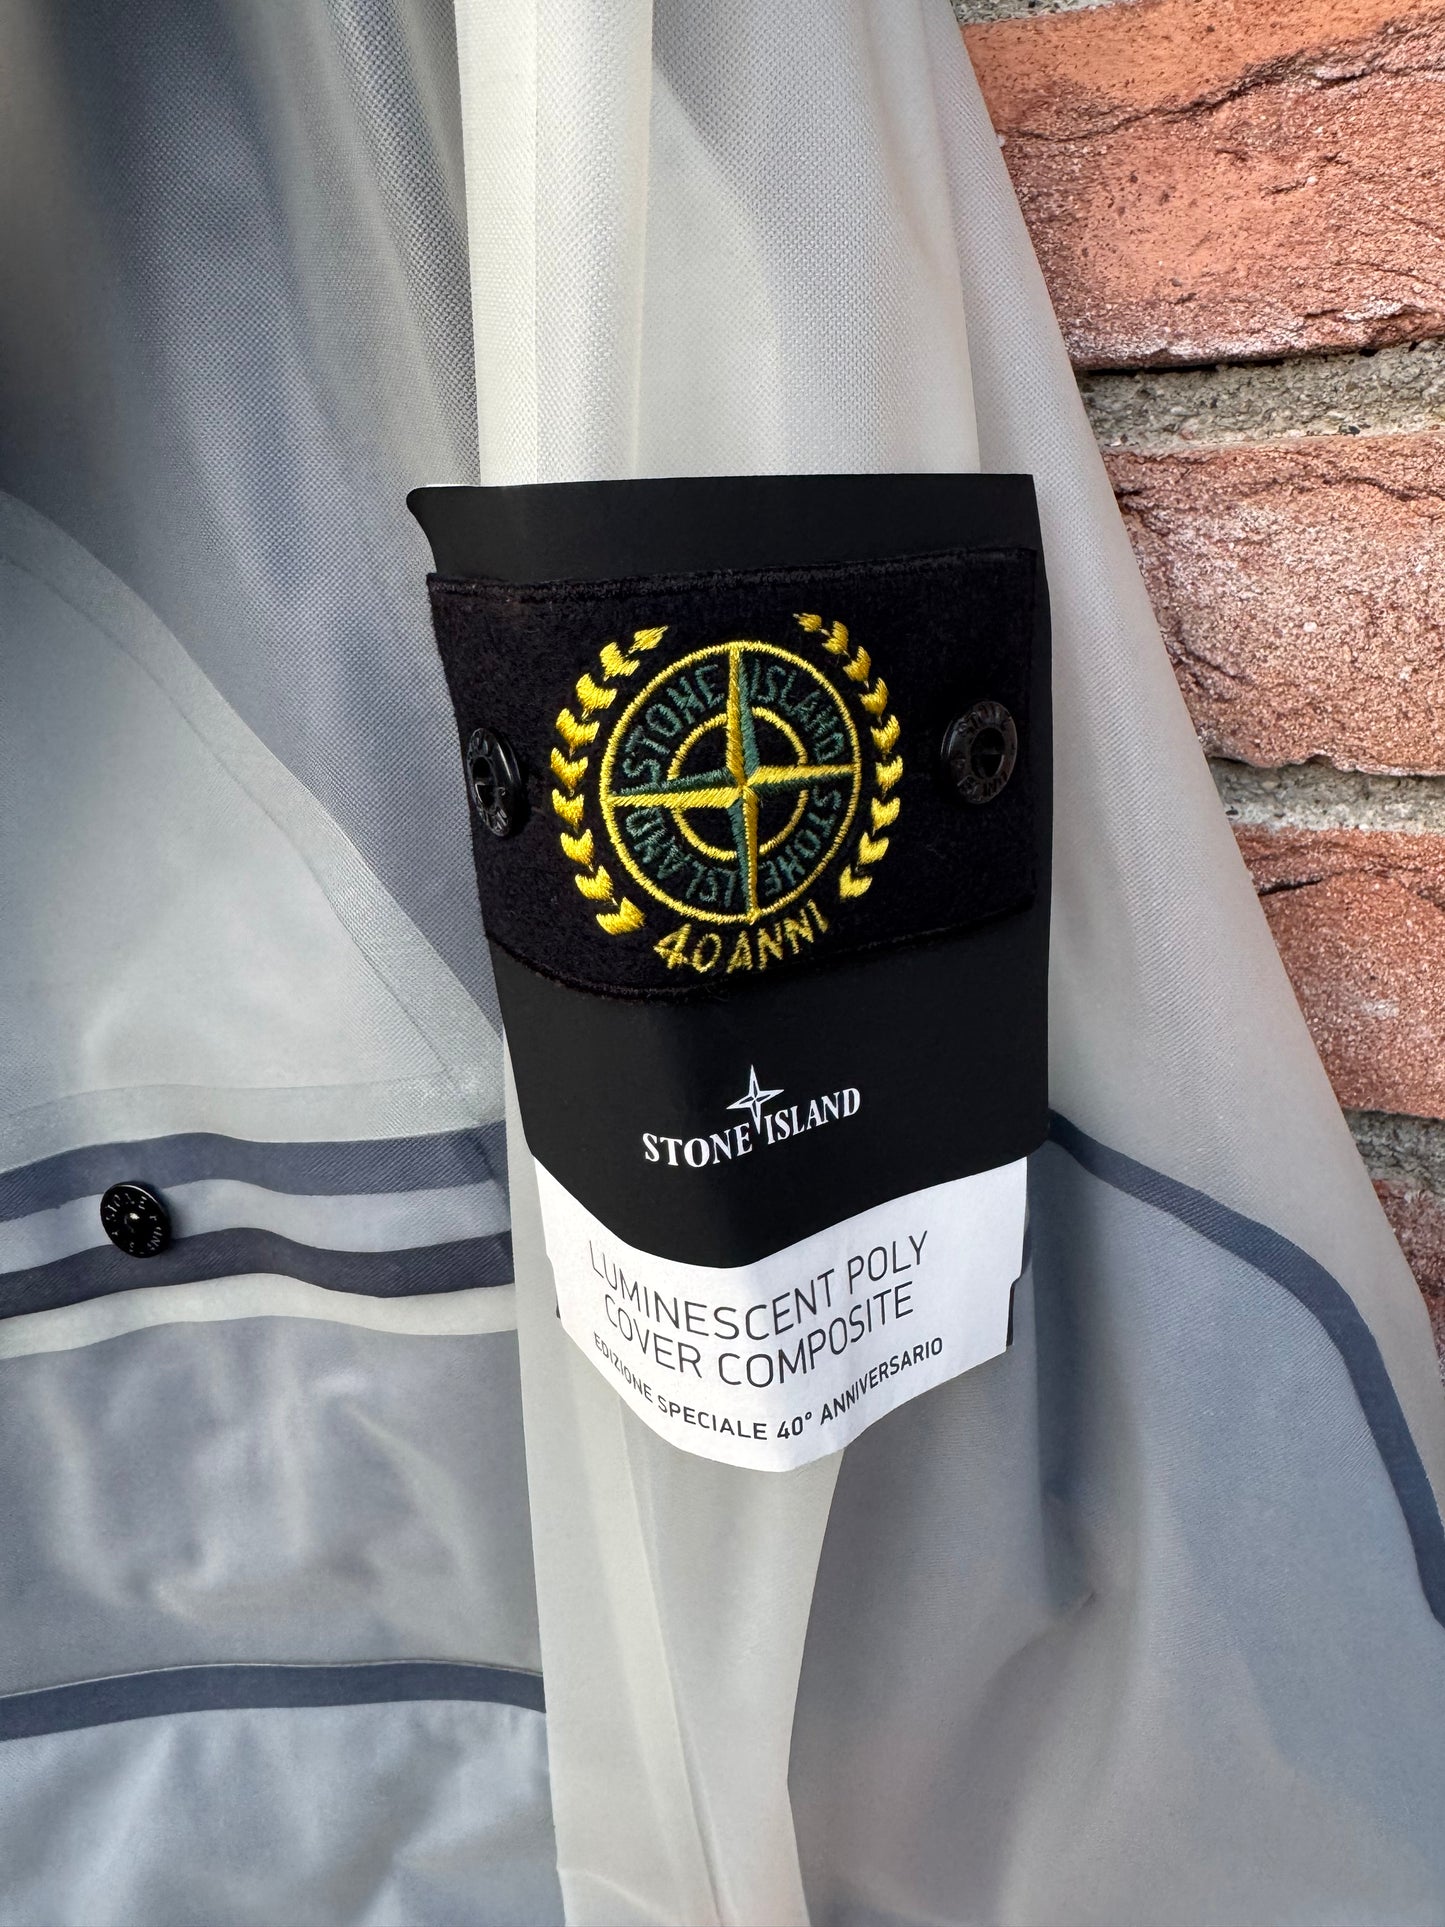 STONE ISLAND
STONE ISLAND
40 ANNI
STONE ISLAND
LUMINESCENT POLY
COVER COMPOSITE
EDIZIONE SPECIALE 40° ANNIVERSARIO